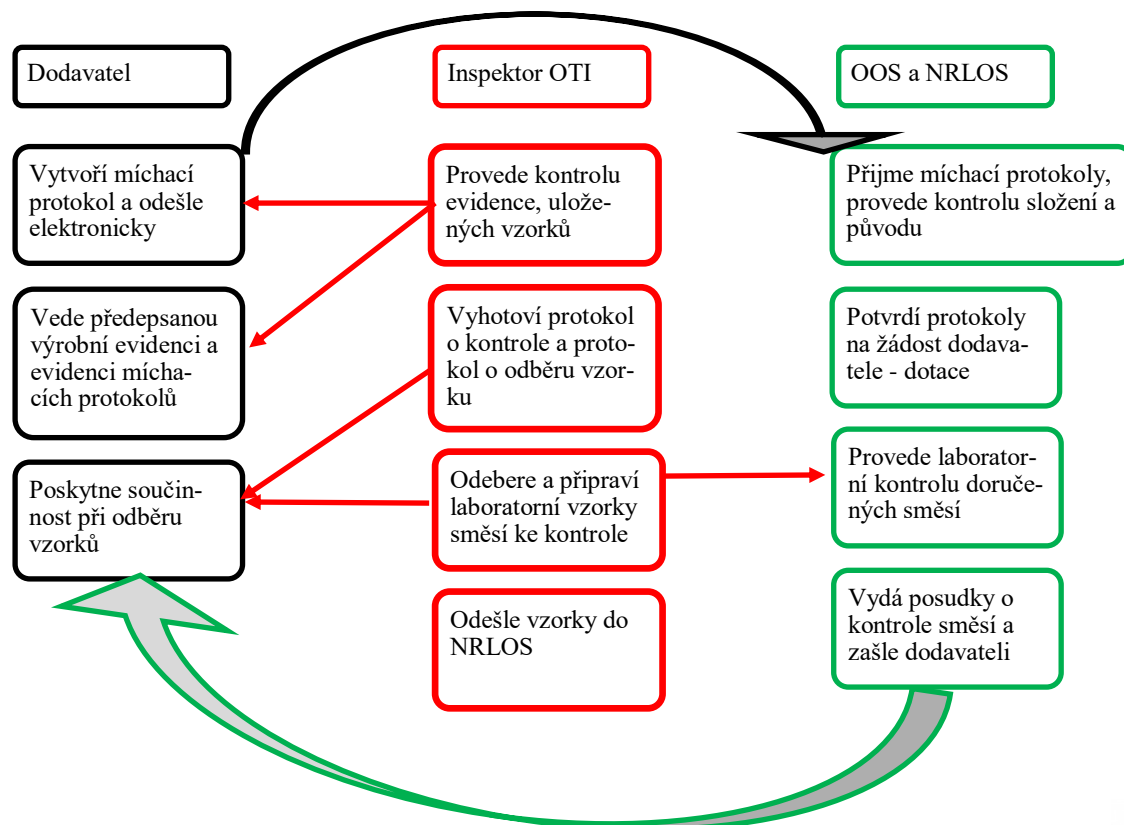 Dodavatel
Inspektor OTI
OOS a NRLOS
Vytvoří míchací
protokol a odešle
elektronicky
Provede kontrolu
evidence, ulože-
ných vzorků
Přijme míchací protokoly,
provede kontrolu složení a
původu
Vede předepsanou
výrobní evidenci a
evidenci mícha-
cích protokolů
Vyhotoví protokol
o kontrole a proto-
kol o odběru vzor-
ku
Potvrdí protokoly
na žádost dodava-
tele - dotace
Poskytne součin-
nost při odběru
vzorků
Odebere a připraví
laboratorní vzorky
směsí ke kontrole
Provede laborator-
ní kontrolu doruče-
ných směsí
Odešle vzorky do
NRLOS
Vydá posudky o
kontrole směsí a
zašle dodavateli